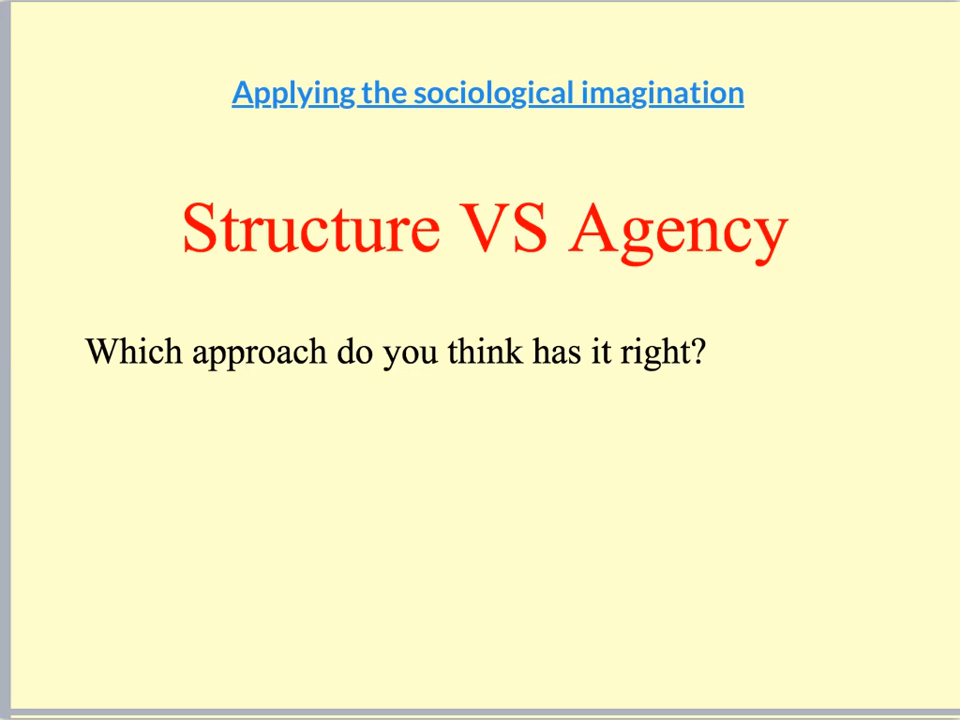 Applying the sociological imagination
Structure VS Agency
Which approach do you think has it right?